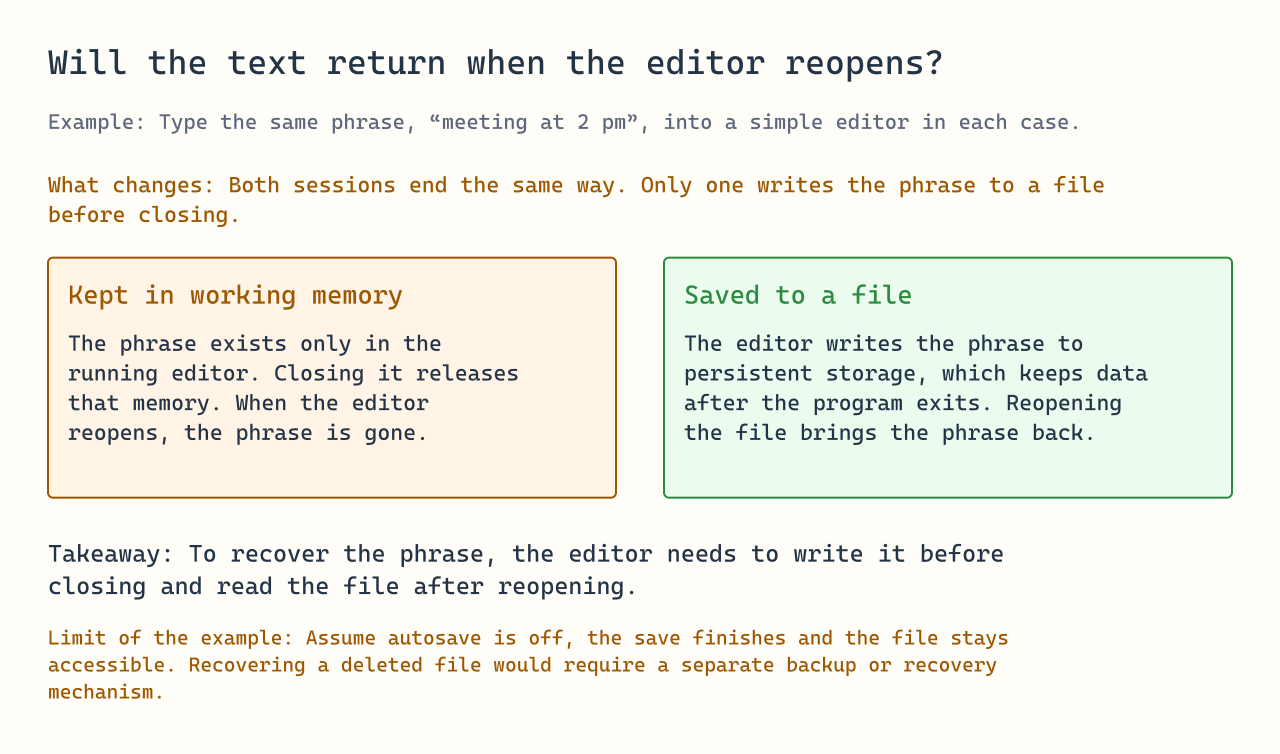 Will the text return when the editor reopens?
Example: Type the same phrase, “meeting at 2 pm”, into a simple editor in each case.
What changes: Both sessions end the same way. Only one writes the phrase to a file
before closing.
Kept in working memory
The phrase exists only in the
running editor. Closing it releases
that memory. When the editor
reopens, the phrase is gone.
Saved to a file
The editor writes the phrase to
persistent storage, which keeps data
after the program exits. Reopening
the file brings the phrase back.
Takeaway: To recover the phrase, the editor needs to write it before
closing and read the file after reopening.
Limit of the example: Assume autosave is off, the save finishes and the file stays
accessible. Recovering a deleted file would require a separate backup or recovery
mechanism.